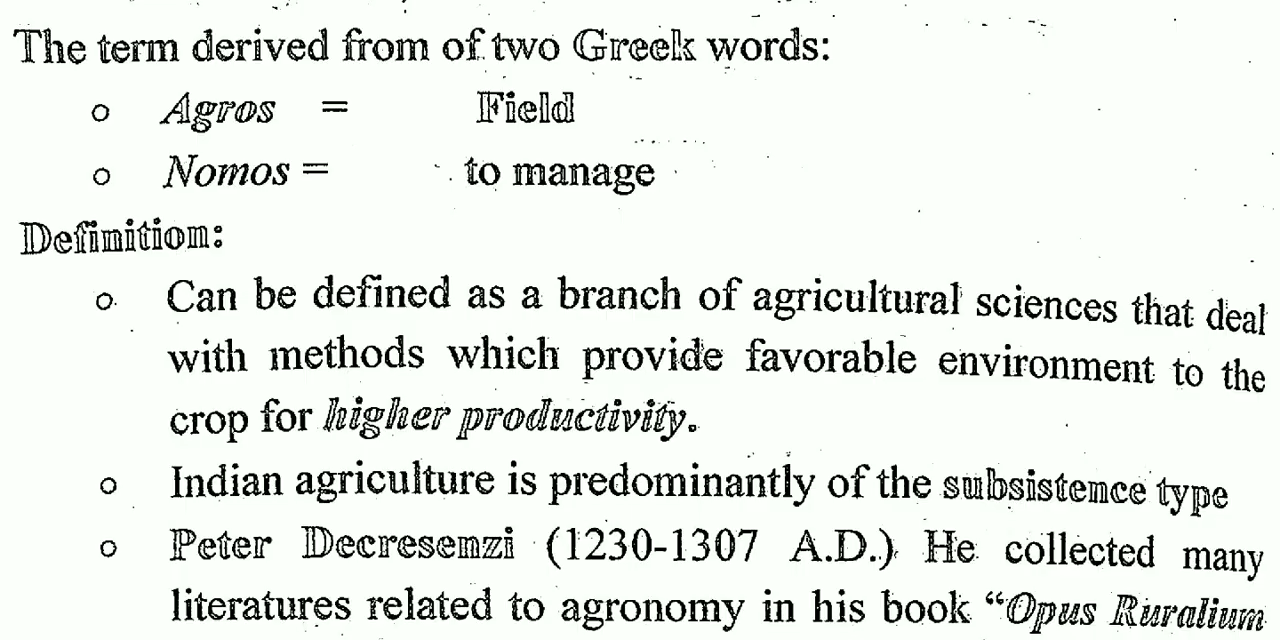 The term derived from of two Greek words:
o Agros = Field
o Nomos = to manage
Definition:
o Can be defined as a branch of agricultural sciences that deal
with methods which provide favorable environment to the
crop for higher productivity.
o Indian agriculture is predominantly of the subsistence type
o Peter Decresenzi (1230-1307 A.D.) He collected many
literatures related to agronomy in his book “Opus Ruralium